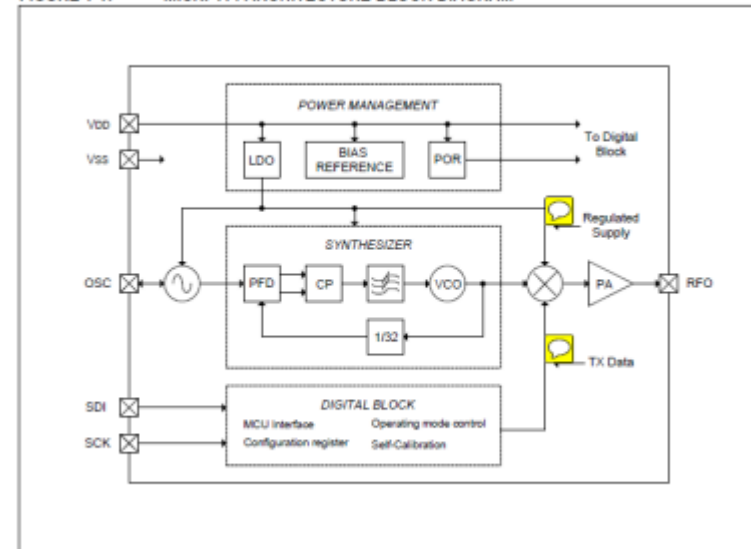 POWER MANAGEMENT
VDD
To Digital
Block
VSS
LDO
BIAS
REFERENCE
POR
Regulated
Supply
SYNTHESIZER
OSC
PFD
CP
VCO
PA
RFO
1/32
TX Data
DIGITAL BLOCK
SDI
MCU Interface
Operating mode control
SCK
Configuration register
Self-Calibration